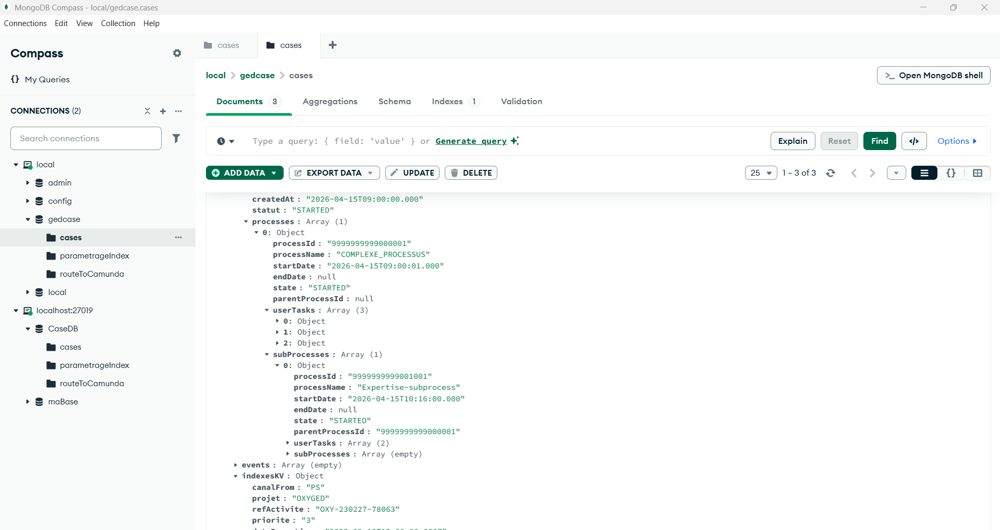 MongoDB Compass - local/gedcase.cases
Connections Edit View Collection Help
Compass
{} My Queries
CONNECTIONS (2)
Search connections
local
admin
config
gedcase
cases
parametrageIndex
routeToCamunda
local
localhost:27019
CaseDB
cases
parametrageIndex
routeToCamunda
maBase
cases
cases
local > gedcase > cases
>_ Open MongoDB shell
Documents 3 Aggregations Schema Indexes 1 Validation
Type a query: { field: 'value' } or Generate query
Explain Reset Find </> Options
ADD DATA EXPORT DATA UPDATE DELETE
25 1 – 3 of 3 {}
createdAt : "2026-04-15T09:00:00.000"
statut : "STARTED"
processes : Array (1)
0: Object
processId : "9999999999000001"
processName : "COMPLEXE_PROCESSUS"
startDate : "2026-04-15T09:00:01.000"
endDate : null
state : "STARTED"
parentProcessId : null
userTasks : Array (3)
0: Object
1: Object
2: Object
subProcesses : Array (1)
0: Object
processId : "9999999999001001"
processName : "Expertise-subprocess"
startDate : "2026-04-15T10:16:00.000"
endDate : null
state : "STARTED"
parentProcessId : "9999999999000001"
userTasks : Array (2)
subProcesses : Array (empty)
events : Array (empty)
indexesKV : Object
canalFrom : "PS"
projet : "OXYGED"
refActivite : "OXY-230227-78063"
priorite : "3"